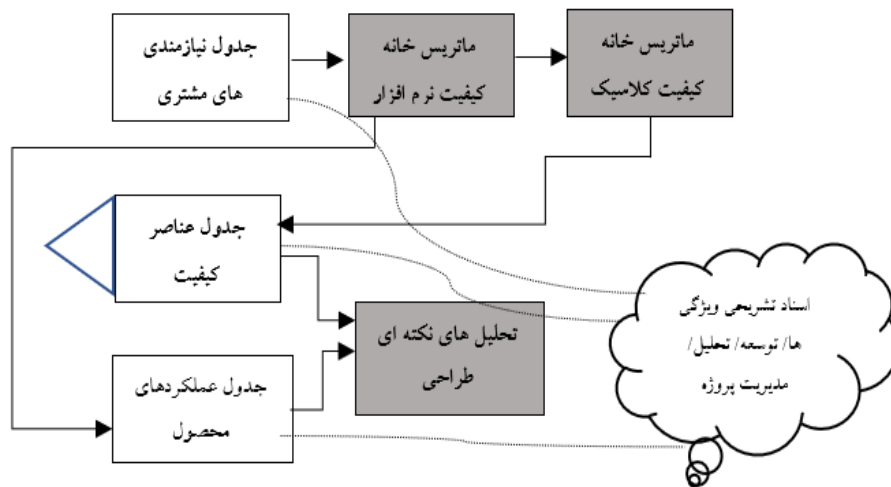 جدول نیازمندی
های مشتری
ماتریس خانه
کیفیت نرم افزار
ماتریس خانه
کیفیت کلاسیک
جدول عناصر
کیفیت
تحلیل های نکته ای
طراحی
جدول عملکردهای
محصول
اسناد تشریحی ویژگی
ها/ توسعه/ تحلیل/
مدیریت پروژه